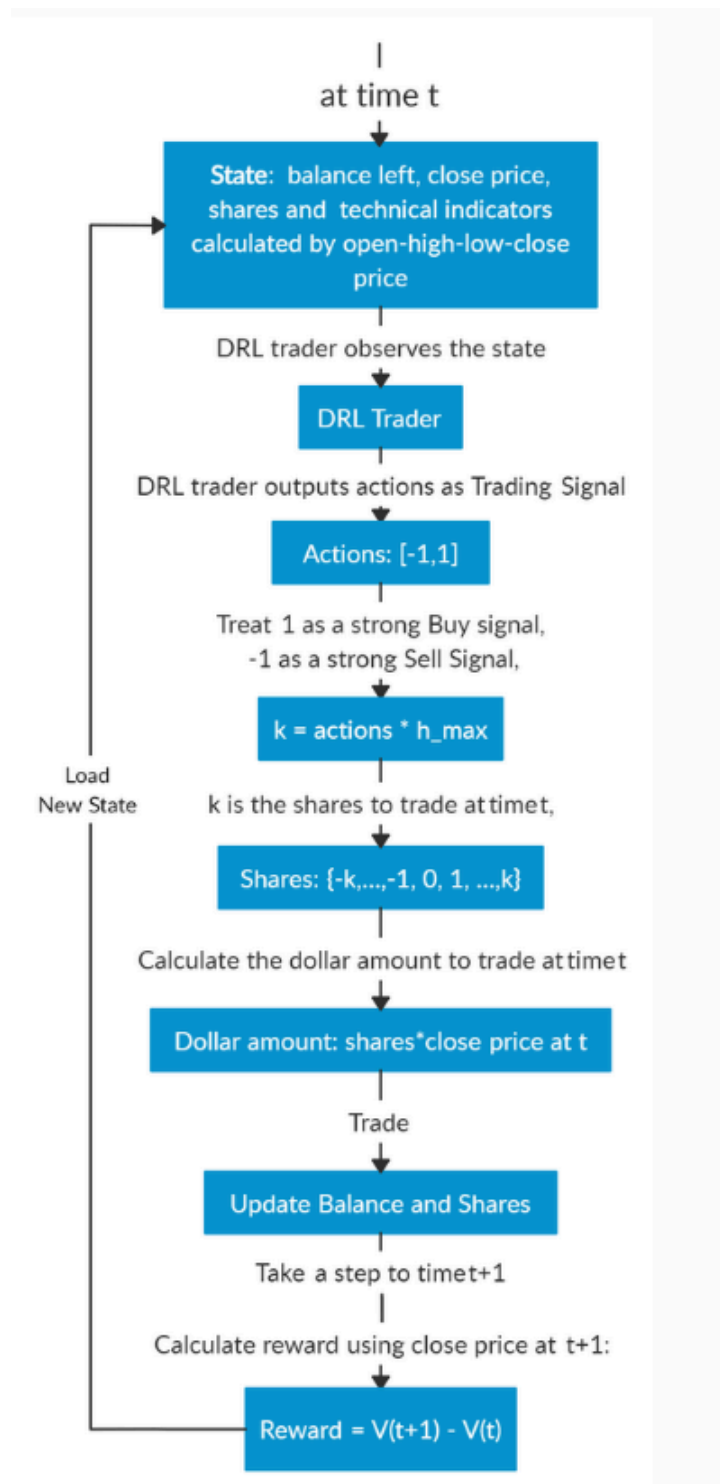 at time t
State: balance left, close price,
shares and technical indicators
calculated by open-high-low-close
price
DRL trader observes the state
DRL Trader
DRL trader outputs actions as Trading Signal
Actions: [-1,1]
Treat 1 as a strong Buy signal,
-1 as a strong Sell Signal,
k = actions * h_max
Load
New State
k is the shares to trade at time t,
Shares: {-k,...,-1, 0, 1, ...,k}
Calculate the dollar amount to trade at time t
Dollar amount: shares*close price at t
Trade
Update Balance and Shares
Take a step to time t+1
Calculate reward using close price at t+1:
Reward = V(t+1) - V(t)